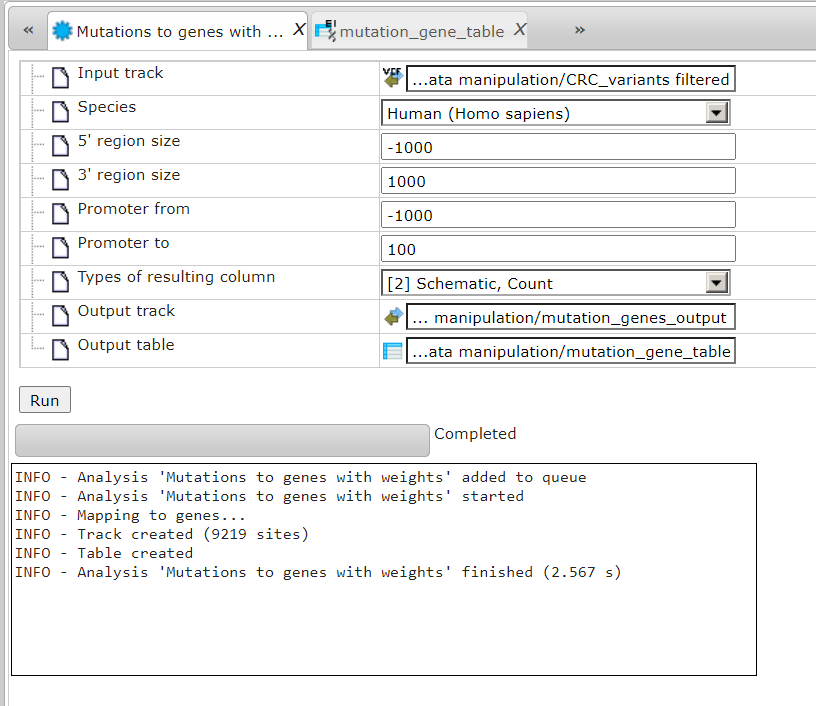 « Mutations to genes with ... X mutation_gene_table X »
Input track ...ata manipulation/CRC_variants filtered
Species Human (Homo sapiens)
5' region size -1000
3' region size 1000
Promoter from -1000
Promoter to 100
Types of resulting column [2] Schematic, Count
Output track ... manipulation/mutation_genes_output
Output table ...ata manipulation/mutation_gene_table
Run
Completed
INFO - Analysis 'Mutations to genes with weights' added to queue
INFO - Analysis 'Mutations to genes with weights' started
INFO - Mapping to genes...
INFO - Track created (9219 sites)
INFO - Table created
INFO - Analysis 'Mutations to genes with weights' finished (2.567 s)